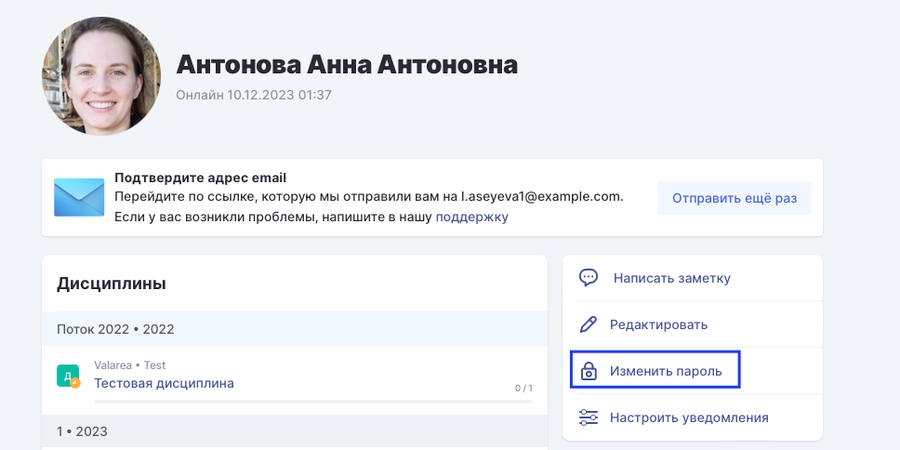 Антонова Анна Антоновна
Онлайн 10.12.2023 01:37
Подтвердите адрес email
Перейдите по ссылке, которую мы отправили вам на l.aseyeva1@example.com.
Если у вас возникли проблемы, напишите в нашу поддержку
Отправить ещё раз
Дисциплины
Поток 2022 • 2022
Д
Valarea • Test
Тестовая дисциплина
0 / 1
1 • 2023
Написать заметку
Редактировать
Изменить пароль
Настроить уведомления